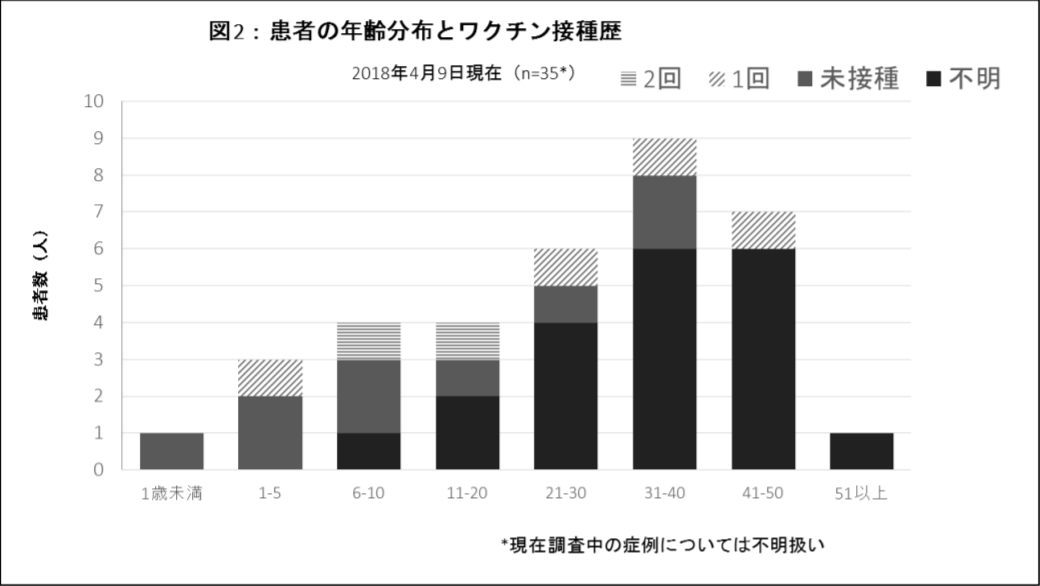 図2：患者の年齢分布とワクチン接種歴
2018年4月9日現在（n=35*）
2回 1回 未接種 不明
10
9
8
7
6
5
4
3
2
1
0
患者数（人）
1歳未満 1-5 6-10 11-20 21-30 31-40 41-50 51以上
*現在調査中の症例については不明扱い